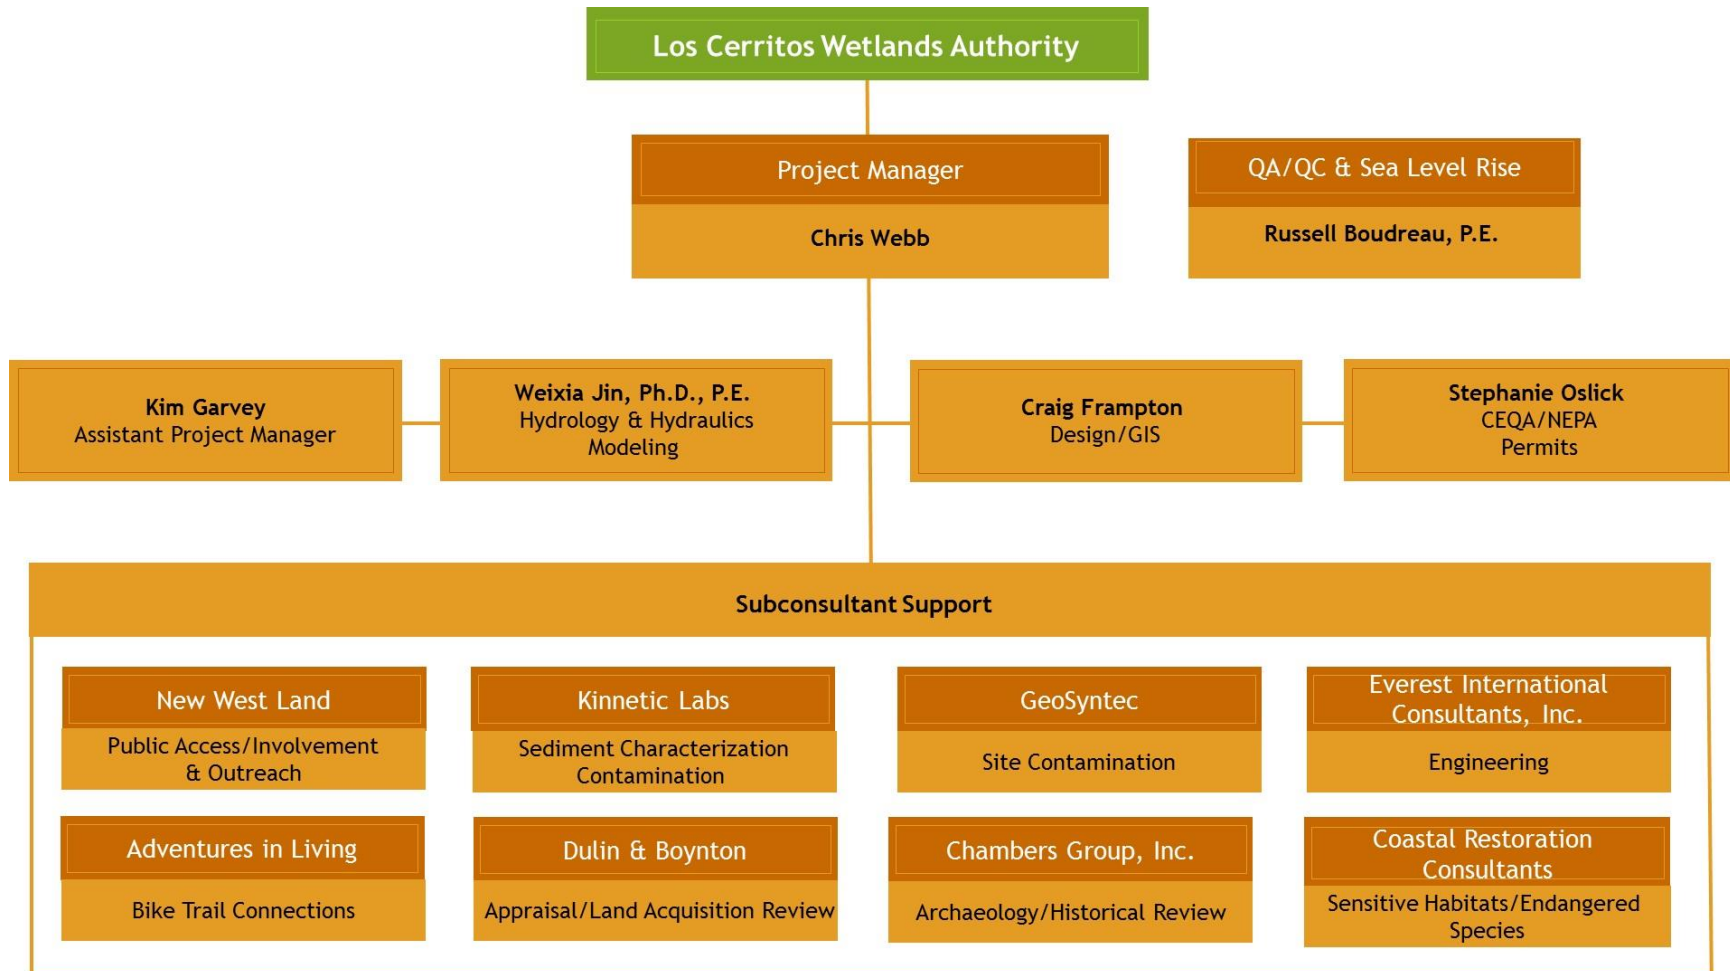 Los Cerritos Wetlands Authority
Project Manager
Chris Webb
QA/QC & Sea Level Rise
Russell Boudreau, P.E.
Kim Garvey
Assistant Project Manager
Weixia Jin, Ph.D., P.E.
Hydrology & Hydraulics
Modeling
Craig Frampton
Design/GIS
Stephanie Oslick
CEQA/NEPA
Permits
Subconsultant Support
New West Land
Public Access/Involvement
& Outreach
Kinnetic Labs
Sediment Characterization
Contamination
GeoSyntec
Site Contamination
Everest International
Consultants, Inc.
Engineering
Adventures in Living
Bike Trail Connections
Dulin & Boynton
Appraisal/Land Acquisition Review
Chambers Group, Inc.
Archaeology/Historical Review
Coastal Restoration
Consultants
Sensitive Habitats/Endangered
Species